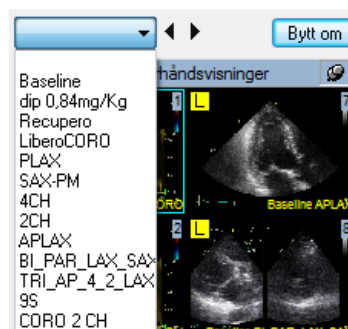 Bytt om
håndsvisninger
Baseline
dip 0,84mg/Kg
Recupero
LiberoCORO
PLAX
SAX-PM
4CH
2CH
APLAX
BI_PAR_LAX_SAX
TRI_AP_4_2_LAX
9S
CORO 2 CH
1
L
7
ORO
Baseline APLAX
2
L
8